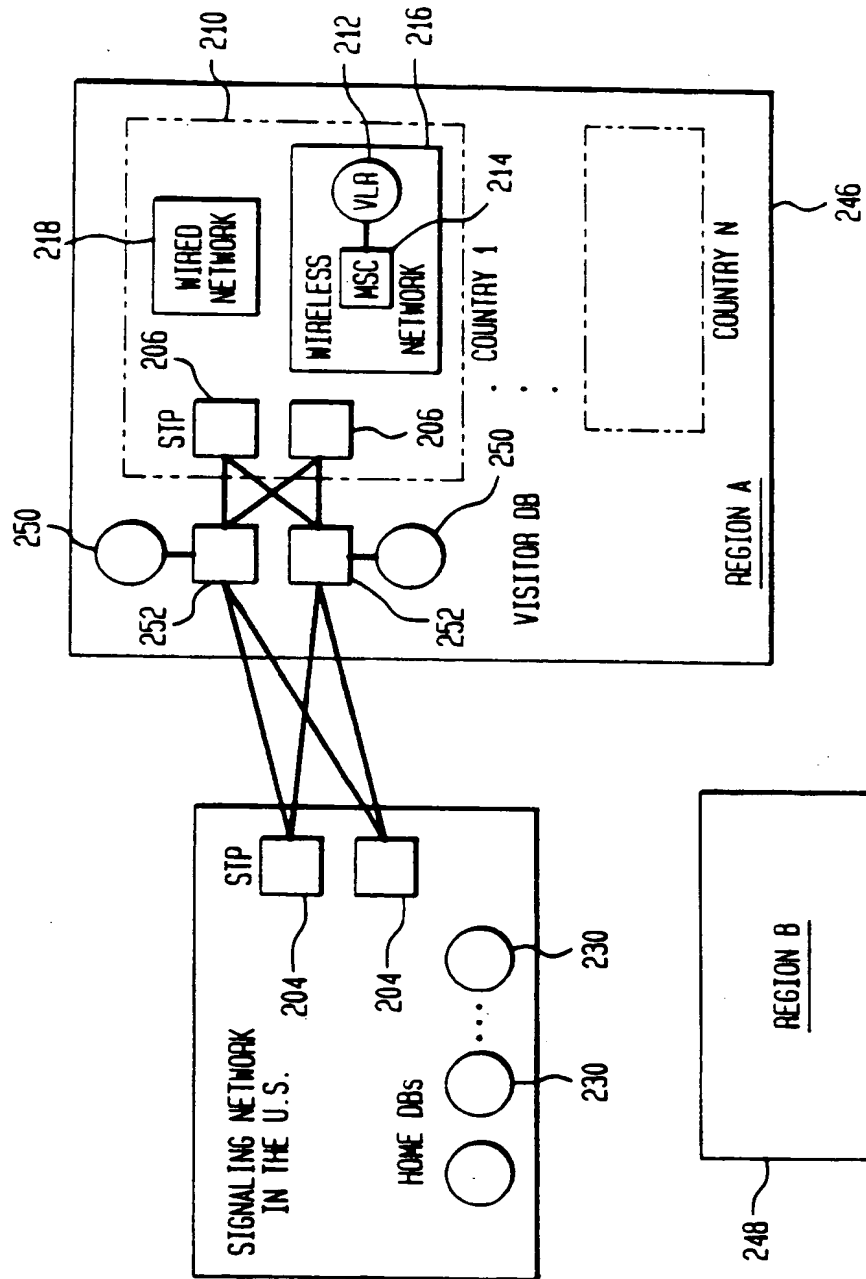 SIGNALING NETWORK
IN THE U.S.
STP
204
204
HOME DBs
230
...
230
250
252
252
250
VISITOR DB
STP
206
206
218
WIRED
NETWORK
210
WIRELESS
NETWORK
MSC
VLR
212
214
216
COUNTRY 1
...
COUNTRY N
REGION A
246
REGION B
248